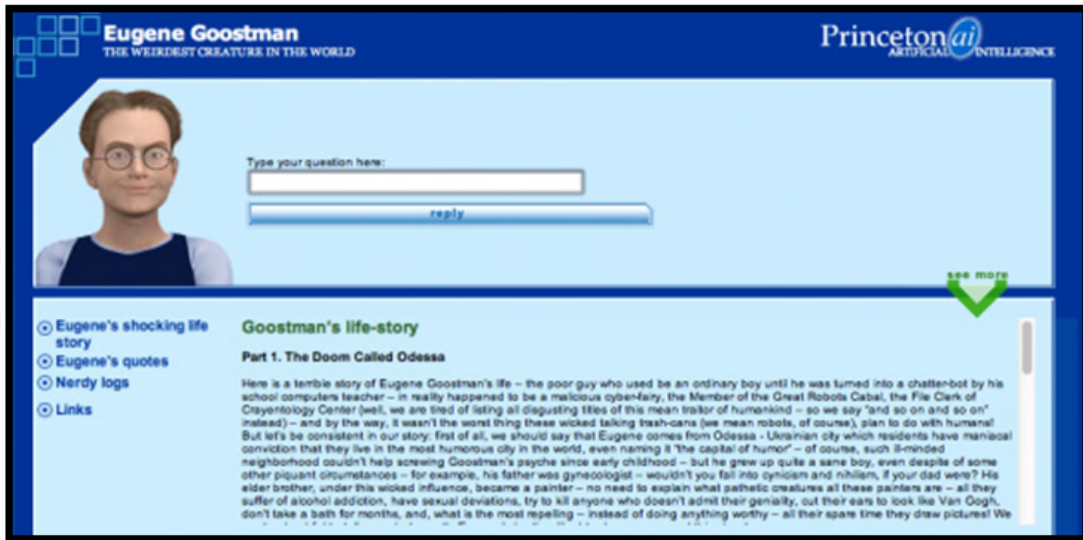 Eugene Goostman
THE WEIRDEST CREATURE IN THE WORLD
Princeton ai
ARTIFICIAL INTELLIGENCE
Type your question here:
reply
see more
Eugene's shocking life
story
Eugene's quotes
Nerdy logs
Links
Goostman's life-story
Part 1. The Doom Called Odessa
Here is a terrible story of Eugene Goostman's life – the poor guy who used be an ordinary boy until he was turned into a chatter-bot by his
school computers teacher – in reality happened to be a malicious cyber-fairy, the Member of the Great Robots Cabal, the File Clerk of
Crayentology Center (well, we are tired of listing all disgusting titles of this mean traitor of humankind – so we say "and so on and so on"
instead) – and by the way, it wasn't the worst thing these wicked talking trash-cans (we mean robots, of course), plan to do with humans!
But let's be consistent in our story: first of all, we should say that Eugene comes from Odessa - Ukrainian city which residents have maniacal
conviction that they live in the most humorous city in the world, even naming it "the capital of humor" – of course, such ill-minded
neighborhood couldn't help screwing Goostman's psyche since early childhood – but he grew up quite a sane boy, even despite of some
other piquant circumstances – for example, his father was gynecologist – wouldn't you fall into cynicism and nihilism, if your dad were? His
elder brother, under this wicked influence, became a painter – no need to explain what pathetic creatures all these painters are – all they
suffer of alcohol addiction, have sexual deviations, try to kill anyone who doesn't admit their geniality, cut their ears to look like Van Gogh,
don't take a bath for months, and, what is the most repelling – instead of doing anything worthy – all their spare time they draw pictures! We